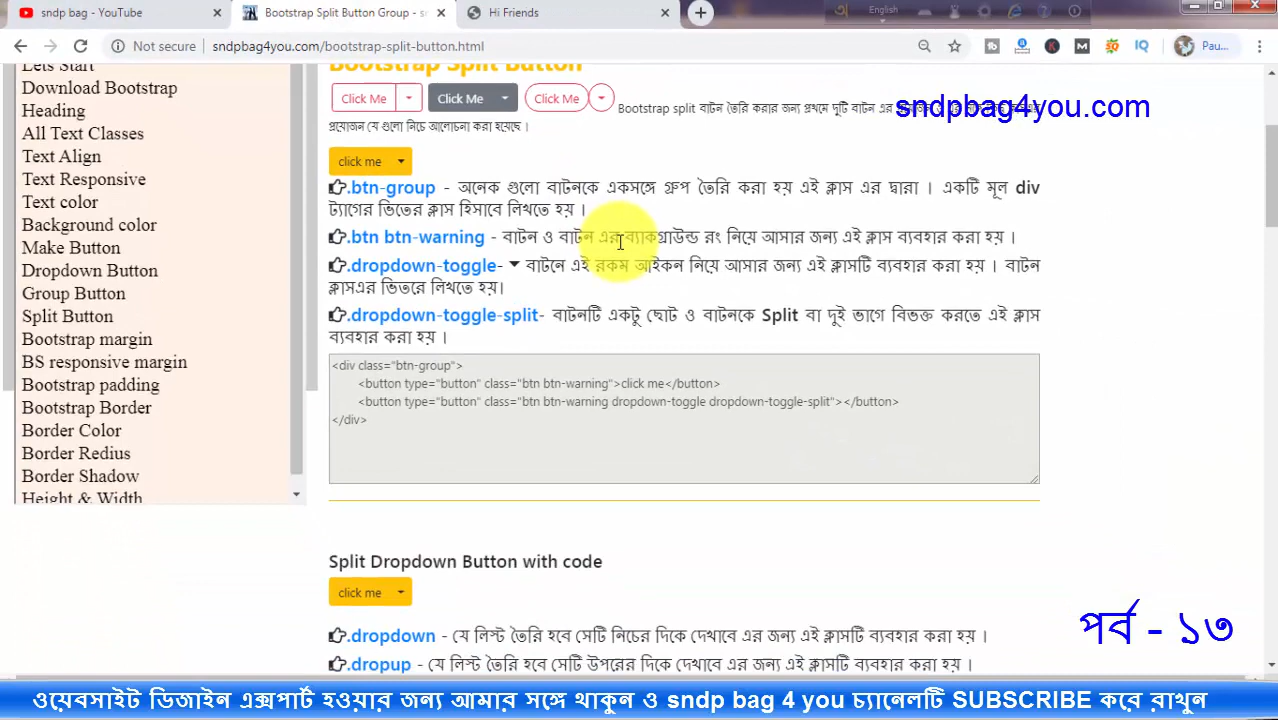 sndp bag - YouTube
Bootstrap Split Button Group - s
Hi Friends
English
Not secure
sndpbag4you.com/bootstrap-split-button.html
Pau...
Lets Start
Download Bootstrap
Heading
All Text Classes
Text Align
Text Responsive
Text color
Background color
Make Button
Dropdown Button
Group Button
Split Button
Bootstrap margin
BS responsive margin
Bootstrap padding
Bootstrap Border
Border Color
Border Redius
Border Shadow
Height & Width
Bootstrap Split Button
Click Me
Click Me
Click Me
Bootstrap split বাটন তৈরি করার জন্য প্রথমে দুটি বাটন এর
sndpbag4you.com
প্রয়োজন যে গুলো নিচে আলোচনা করা হয়েছে ।
click me
.btn-group - অনেক গুলো বাটনকে একসঙ্গে গ্রুপ তৈরি করা হয় এই ক্লাস এর দ্বারা । একটি মূল div
ট্যাগের ভিতের ক্লাস হিসাবে লিখতে হয় ।
.btn btn-warning - বাটন ও বাটন এর ব্যাকগ্রাউন্ড রং নিয়ে আসার জন্য এই ক্লাস ব্যবহার করা হয় ।
.dropdown-toggle- বাটনে এই রকম আইকন নিয়ে আসার জন্য এই ক্লাসটি ব্যবহার করা হয় । বাটন
ক্লাসএর ভিতরে লিখতে হয়।
.dropdown-toggle-split- বাটনটি একটু ছোট ও বাটনকে Split বা দুই ভাগে বিভক্ত করতে এই ক্লাস
ব্যবহার করা হয় ।
<div class="btn-group">
<button type="button" class="btn btn-warning">click me</button>
<button type="button" class="btn btn-warning dropdown-toggle dropdown-toggle-split"></button>
</div>
Split Dropdown Button with code
click me
.dropdown - যে লিস্ট তৈরি হবে সেটি নিচের দিকে দেখাবে এর জন্য এই ক্লাসটি ব্যবহার করা হয় ।
.dropup - যে লিস্ট তৈরি হবে সেটি উপরের দিকে দেখাবে এর জন্য এই ক্লাসটি ব্যবহার করা হয় ।
পর্ব - ১৩
ওয়েবসাইট ডিজাইন এক্সপার্ট হওয়ার জন্য আমার সঙ্গে থাকুন ও sndp bag 4 you চ্যানেলটি SUBSCRIBE করে রাখুন